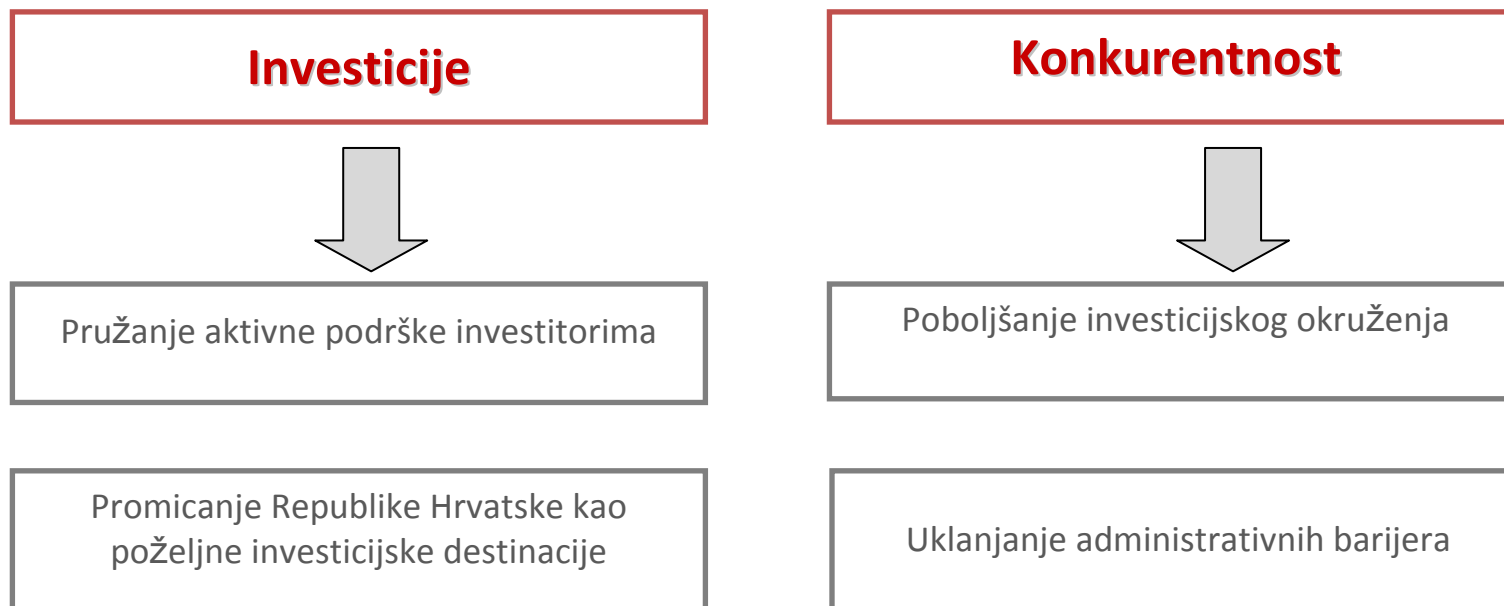 Investicije
Konkurentnost
Pružanje aktivne podrške investitorima
Poboljšanje investicijskog okruženja
Promicanje Republike Hrvatske kao
poželjne investicijske destinacije
Uklanjanje administrativnih barijera